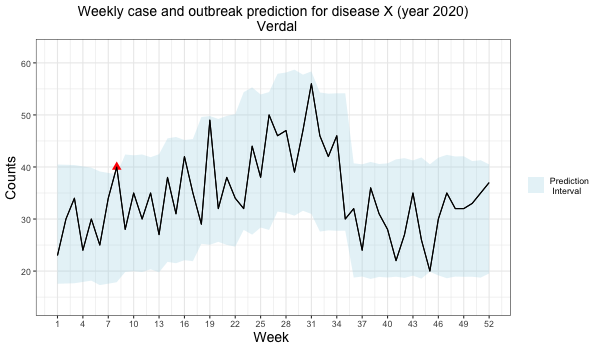 Weekly case and outbreak prediction for disease X (year 2020)
Verdal
Counts
60
50
40
30
20
1 4 7 10 13 16 19 22 25 28 31 34 37 40 43 46 49 52
Week
Prediction
Interval